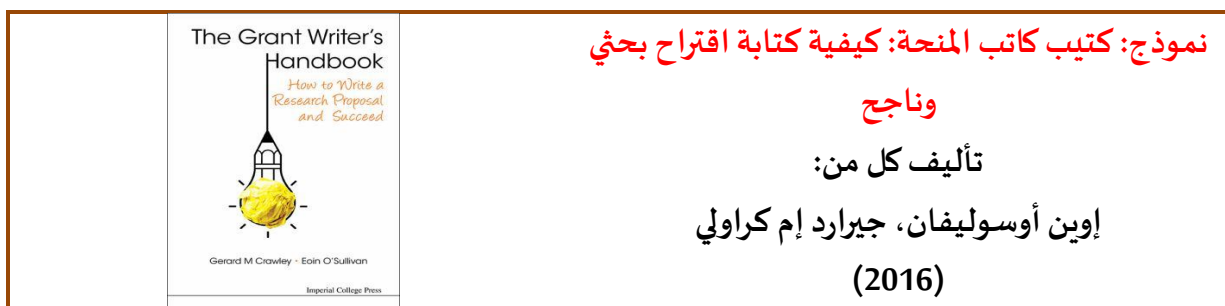 نموذج: كتيب كاتب المنحة: كيفية كتابة اقتراح بحثي
وناجح
تأليف كل من:
إوين أوسوليفان، جيرارد إم كراولي
(2016)
The Grant Writer's
Handbook
How to Write a
Research Proposal
and Succeed
Gerard M Crawley · Eoin O'Sullivan
Imperial College Press